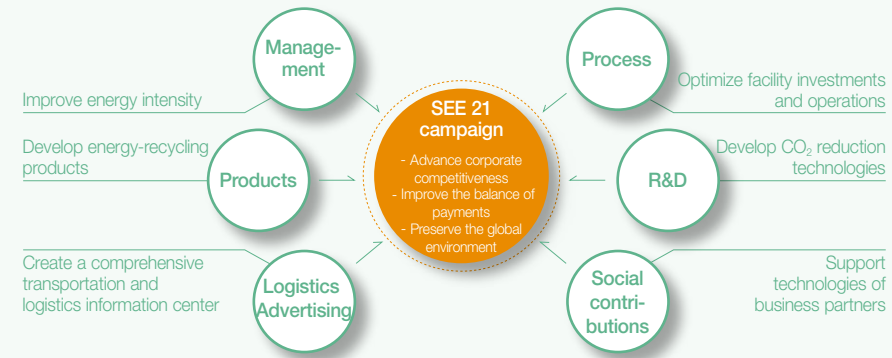 Manage-
ment
Improve energy intensity
Develop energy-recycling
products
Products
Create a comprehensive
transportation and
logistics information center
Logistics
Advertising
SEE 21
campaign
- Advance corporate
competitiveness
- Improve the balance of
payments
- Preserve the global
environment
Process
Optimize facility investments
and operations
Develop CO₂ reduction
technologies
R&D
Social
contri-
butions
Support
technologies of
business partners